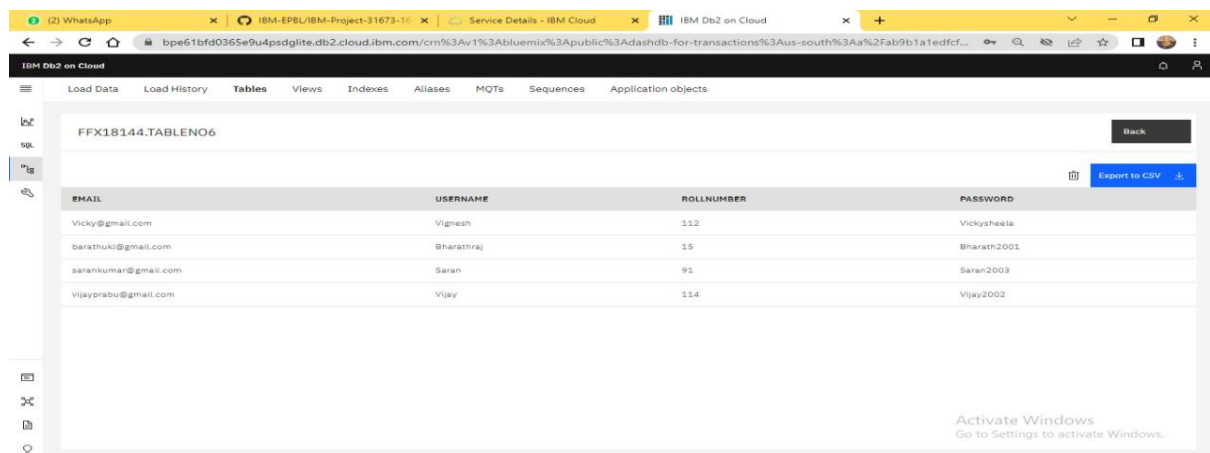 (2) WhatsApp IBM-EPBL/IBM-Project-31673-16 Service Details - IBM Cloud IBM Db2 on Cloud
bpe61bfd0365e9u4psdglite.db2.cloud.ibm.com/crn%3Av1%3Abluemix%3Apublic%3Adashdb-for-transactions%3Aus-south%3Aa%2Fab9b1a1edfcf...
IBM Db2 on Cloud
Load Data Load History Tables Views Indexes Aliases MQTs Sequences Application objects
FFX18144.TABLENO6 Back
SQL
Export to CSV
EMAIL USERNAME ROLLNUMBER PASSWORD
Vicky@gmail.com Vignesh 112 Vickysheela
barathukl@gmail.com Bharathraj 15 Bharath2001
sarankumar@gmail.com Saran 91 Saran2003
vijayprabu@gmail.com Vijay 114 Vijay2002
Activate Windows
Go to Settings to activate Windows.